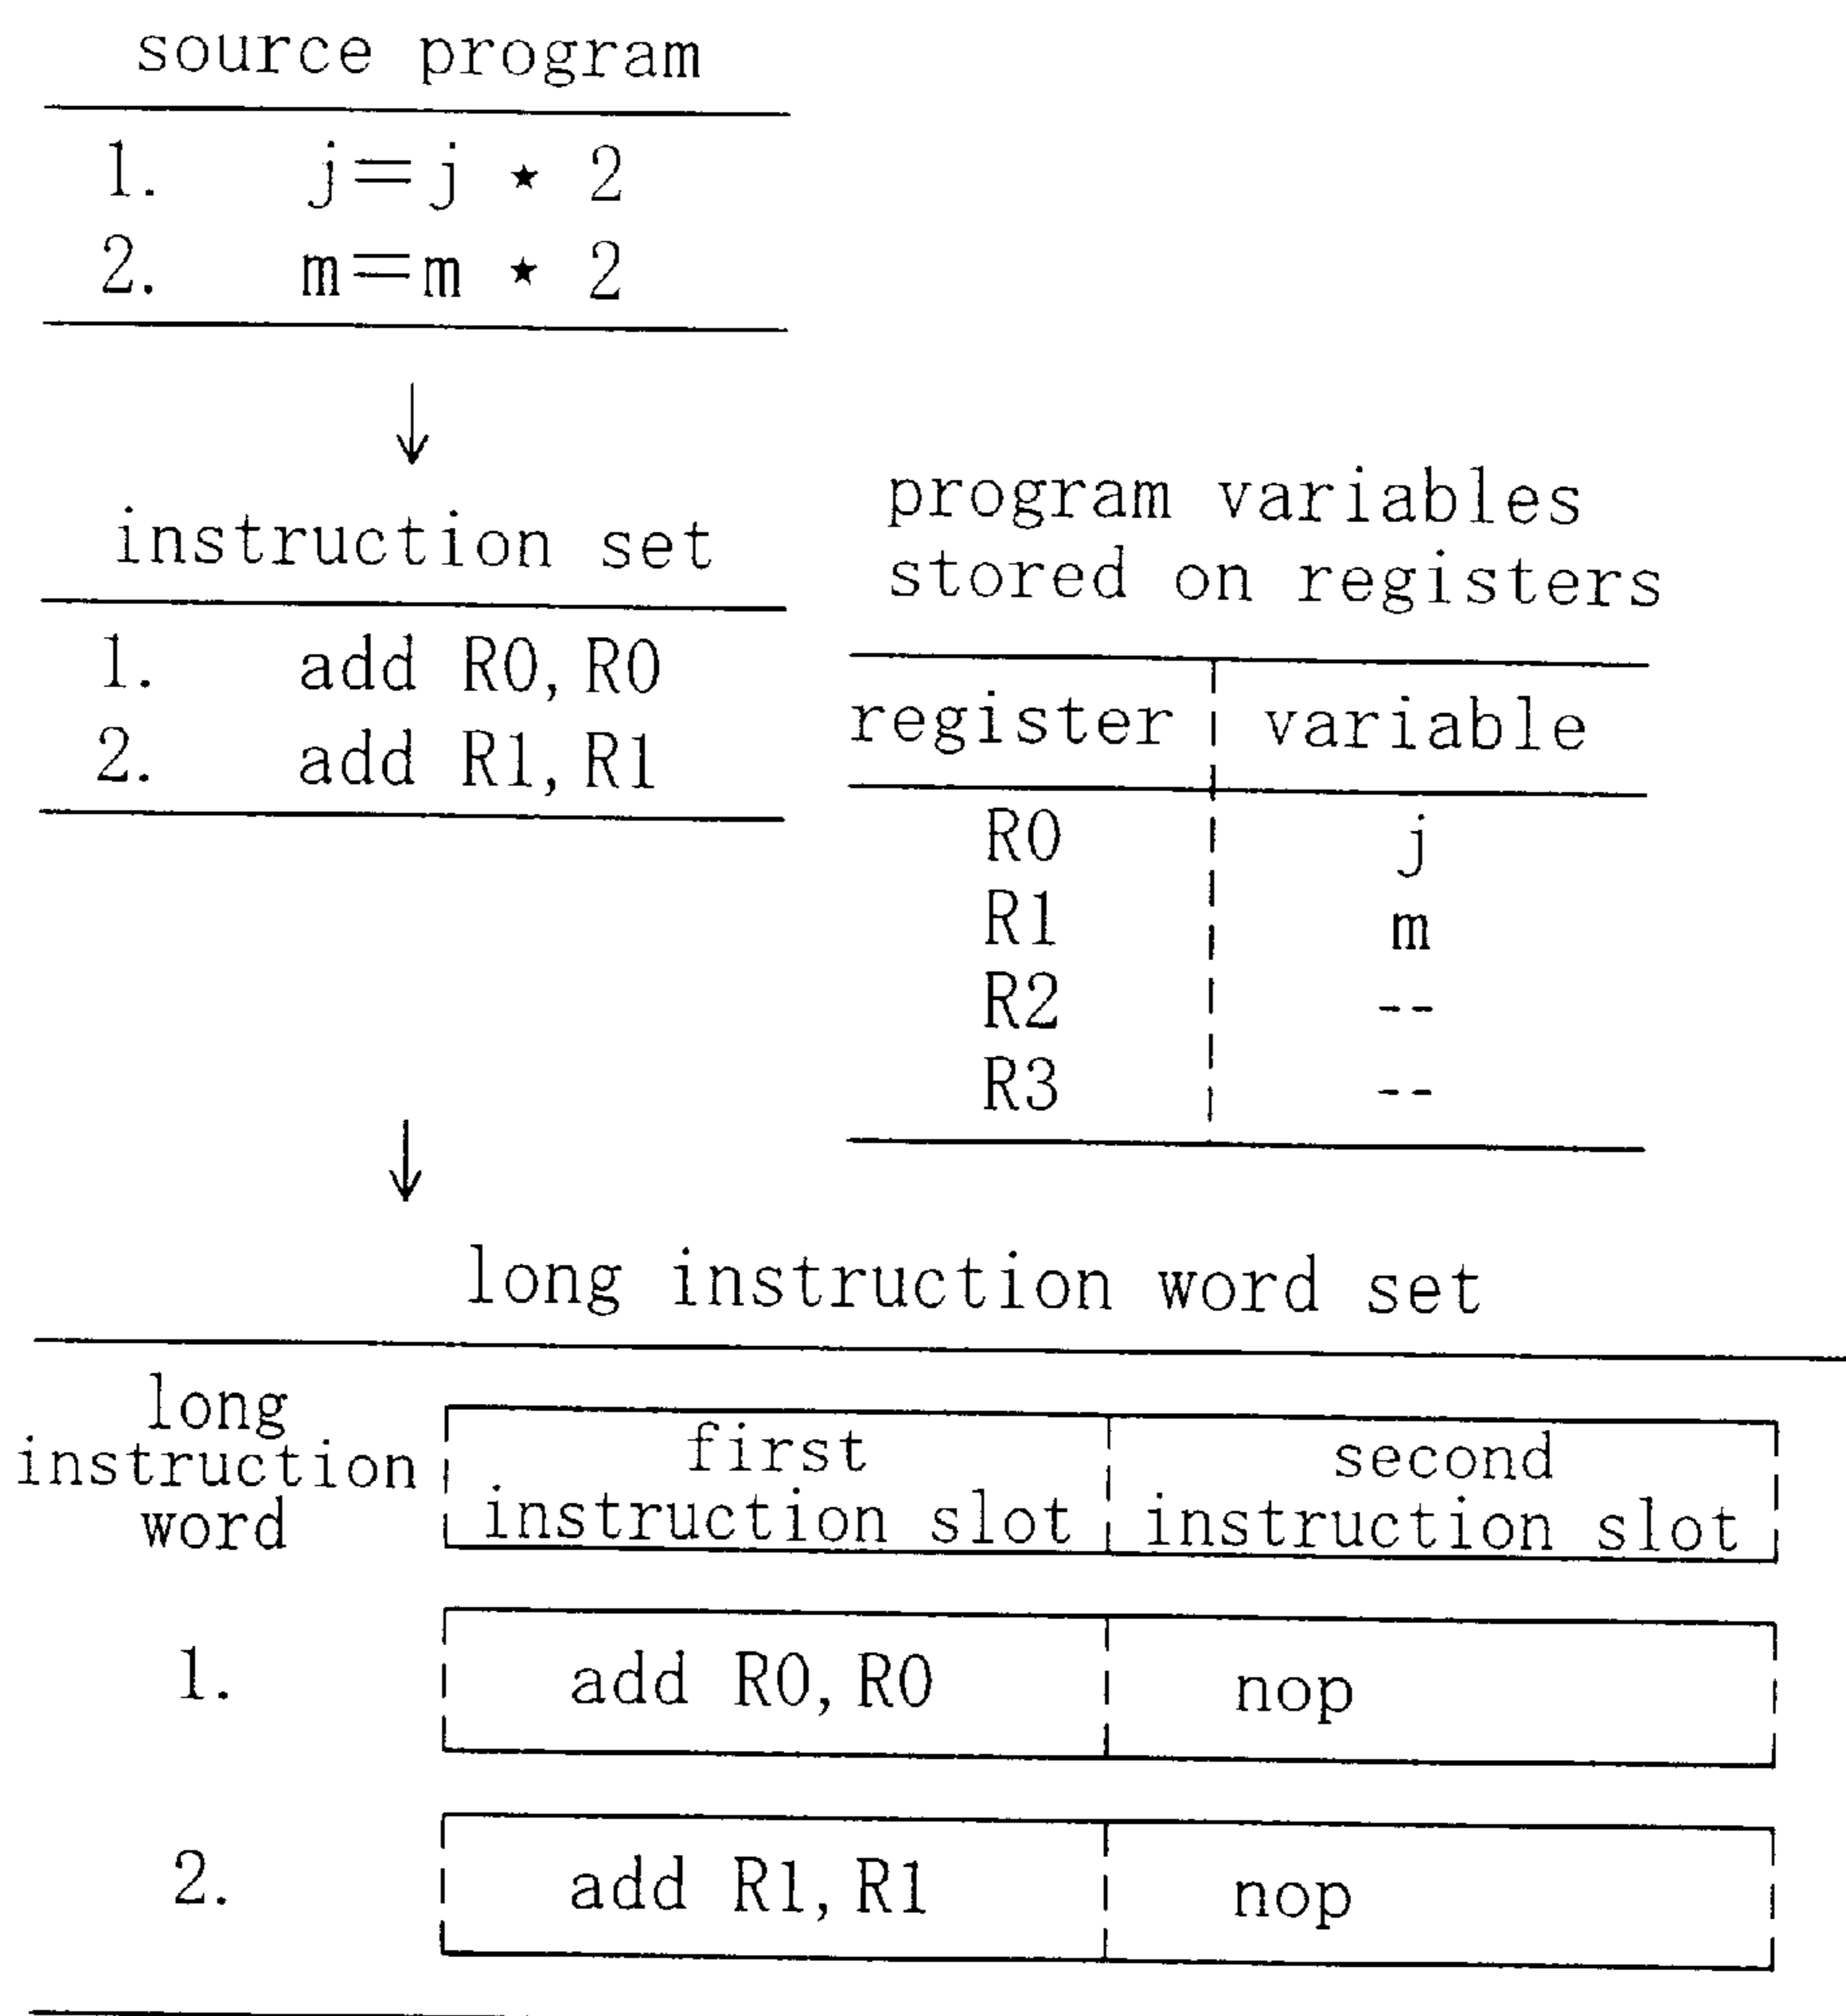 source program
1. j=j ★ 2
2. m=m ★ 2
instruction set
1. add R0, R0
2. add R1, R1
program variables
stored on registers
register variable
R0 j
R1 m
R2 --
R3 --
long instruction word set
long
instruction
word
first
instruction slot
second
instruction slot
1. add R0, R0 nop
2. add R1, R1 nop